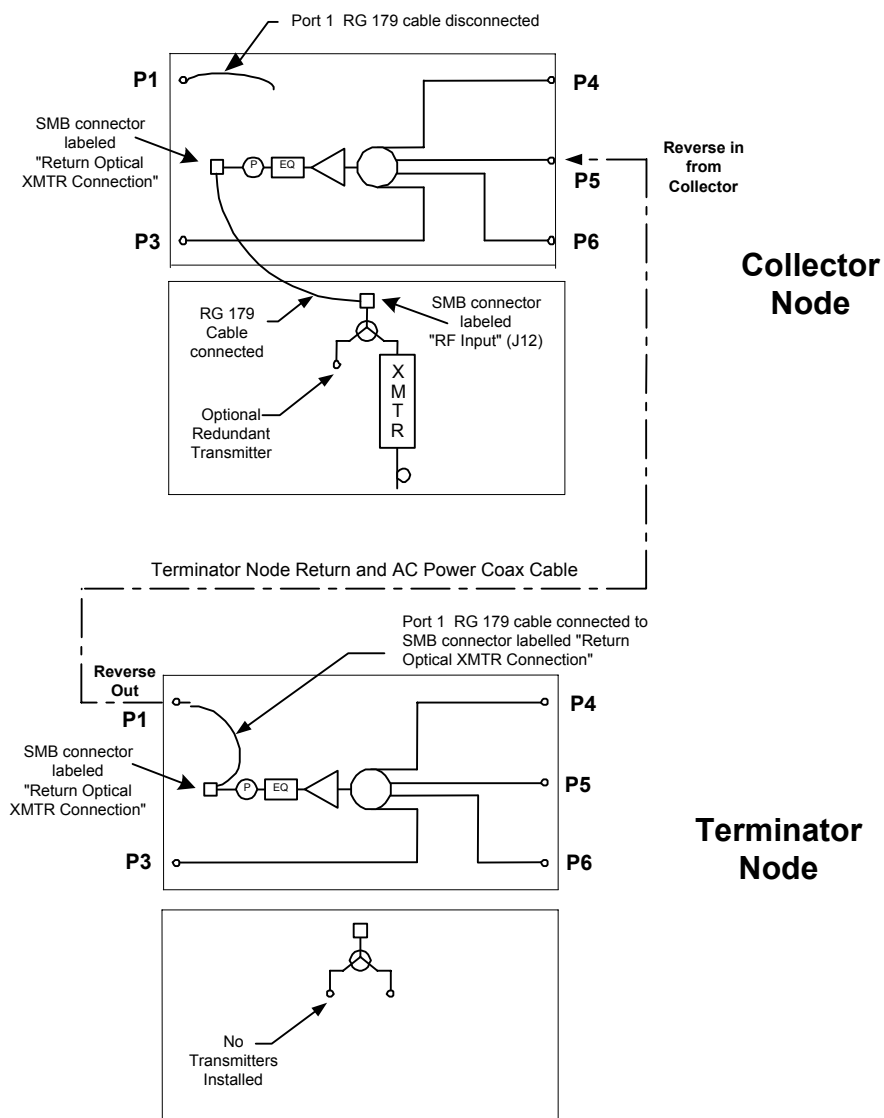 Port 1 RG 179 cable disconnected
P1
P4
SMB connector
labeled
"Return Optical
XMTR Connection"
P
EQ
Reverse in
from
Collector
P5
P3
P6
Collector
Node
RG 179
Cable
connected
SMB connector
labeled
"RF Input" (J12)
X
M
T
R
Optional
Redundant
Transmitter
Terminator Node Return and AC Power Coax Cable
Port 1 RG 179 cable connected to
SMB connector labelled "Return
Optical XMTR Connection"
Reverse
Out
P1
P4
SMB connector
labeled
"Return Optical
XMTR Connection"
P
EQ
P5
P3
P6
Terminator
Node
No
Transmitters
Installed